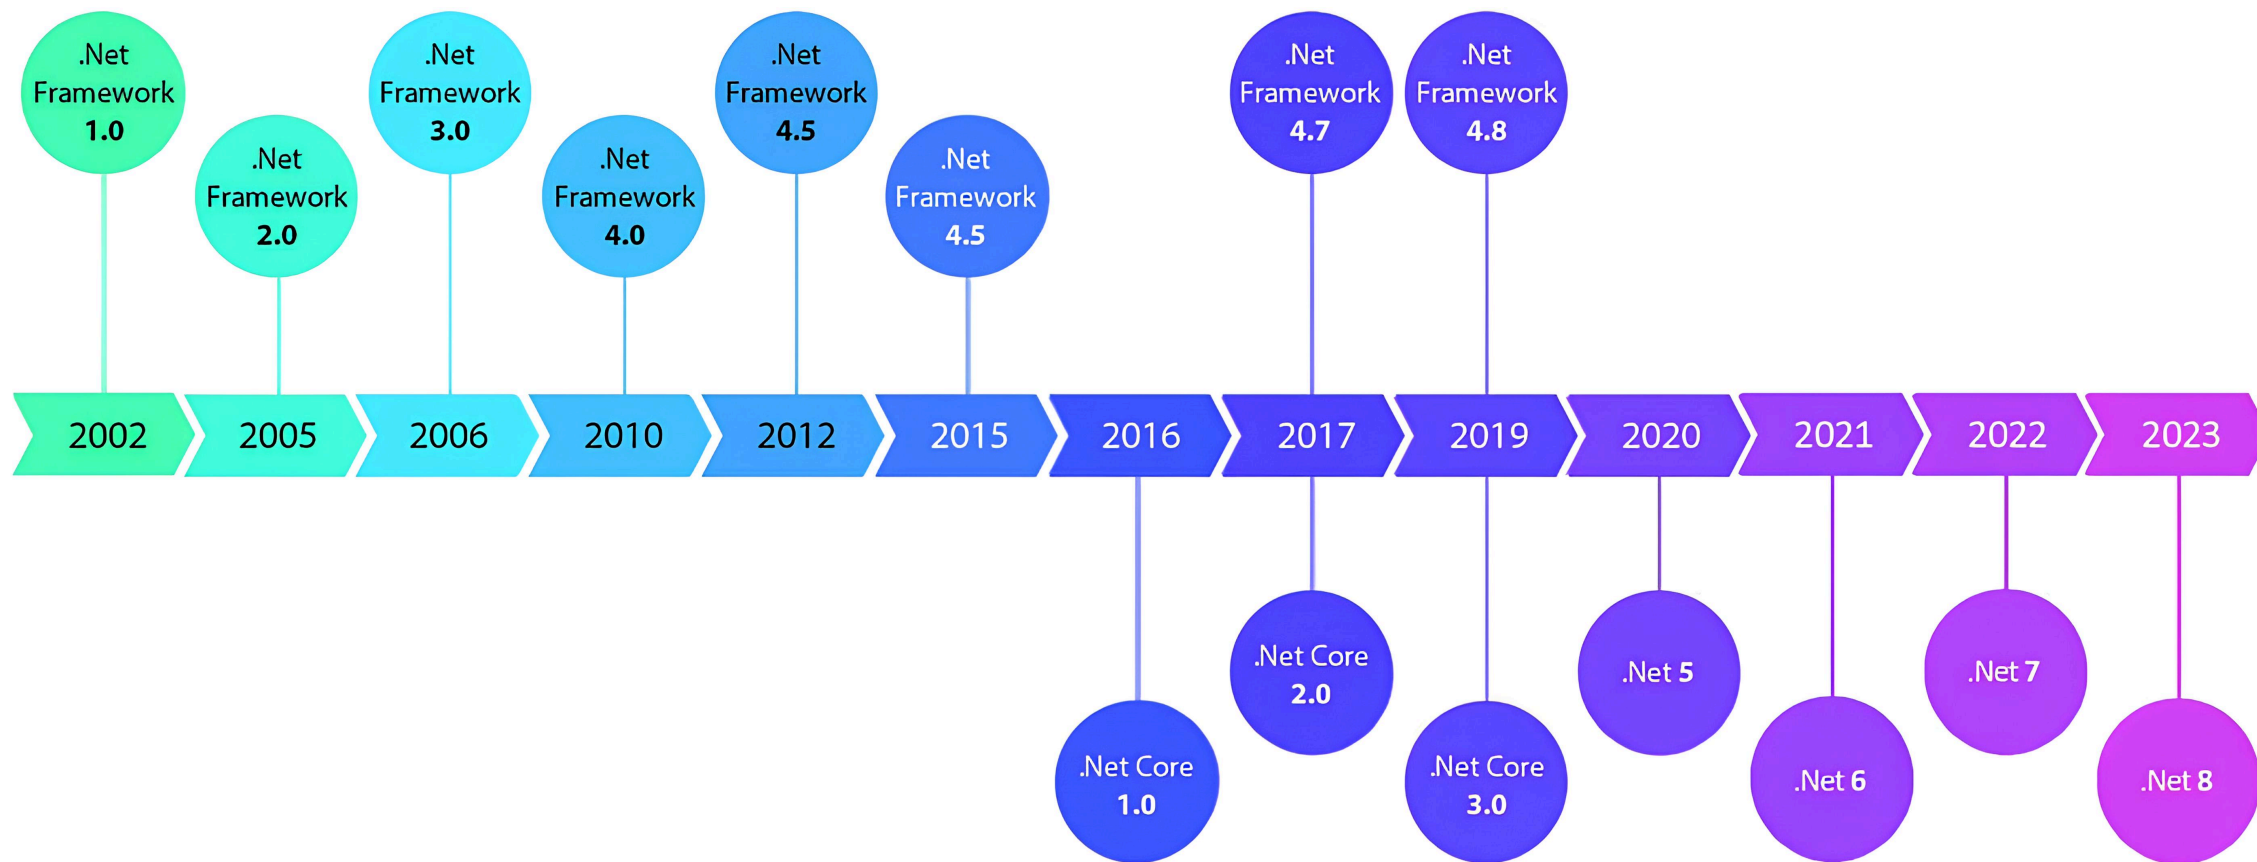 .Net
Framework
1.0
.Net
Framework
2.0
.Net
Framework
3.0
.Net
Framework
4.0
.Net
Framework
4.5
.Net
Framework
4.5
.Net
Framework
4.7
.Net
Framework
4.8
2002
2005
2006
2010
2012
2015
2016
2017
2019
2020
2021
2022
2023
.Net Core
1.0
.Net Core
2.0
.Net Core
3.0
.Net 5
.Net 6
.Net 7
.Net 8